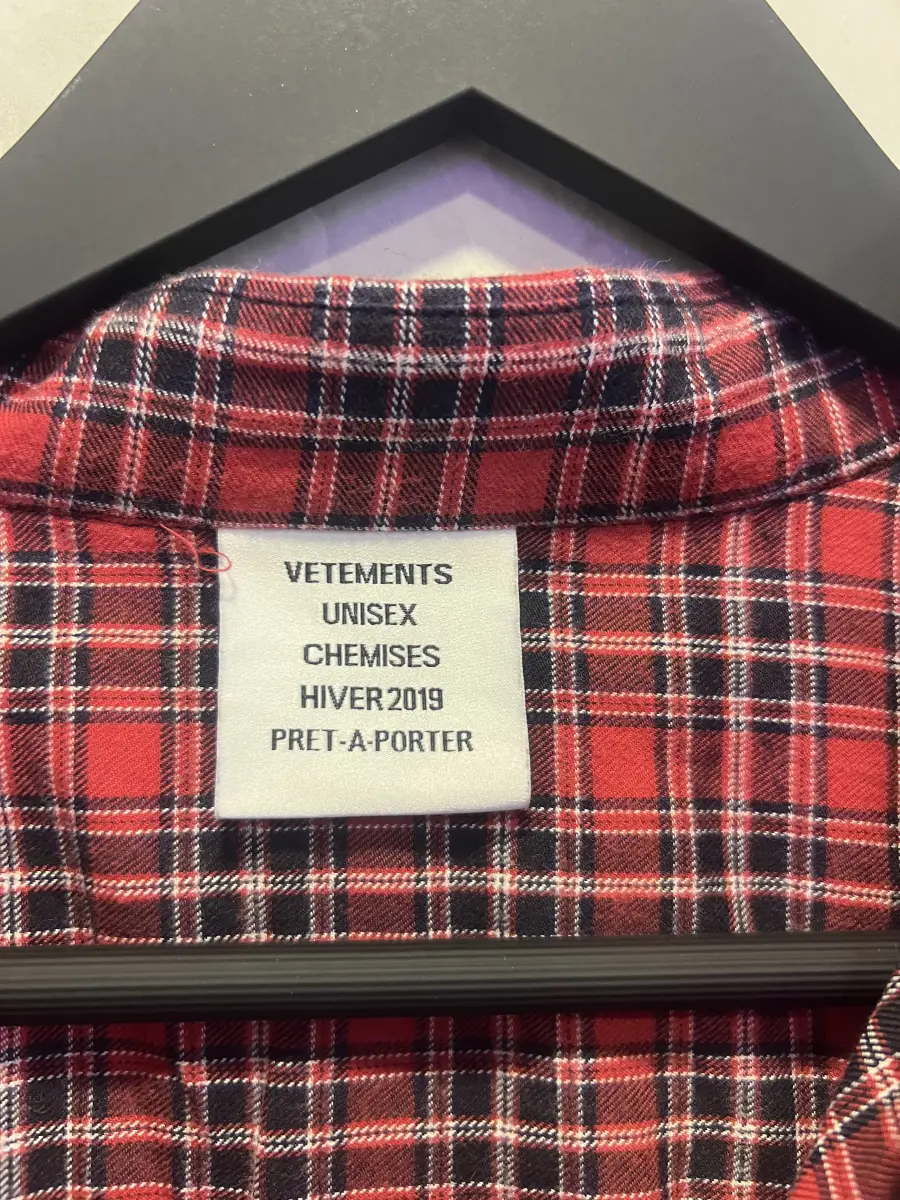 VETEMENTS
UNISEX
CHEMISES
HIVER 2019
PRET-A-PORTER